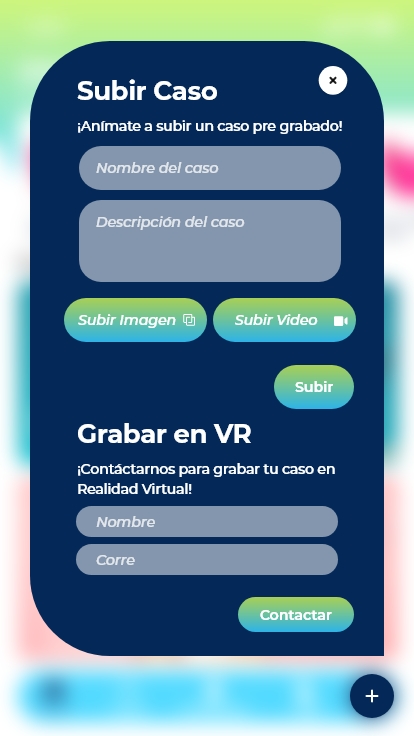 Subir Caso
¡Anímate a subir un caso pre grabado!
Nombre del caso
Descripción del caso
Subir Imagen
Subir Video
Subir
Grabar en VR
¡Contáctarnos para grabar tu caso en
Realidad Virtual!
Nombre
Corre
Contactar